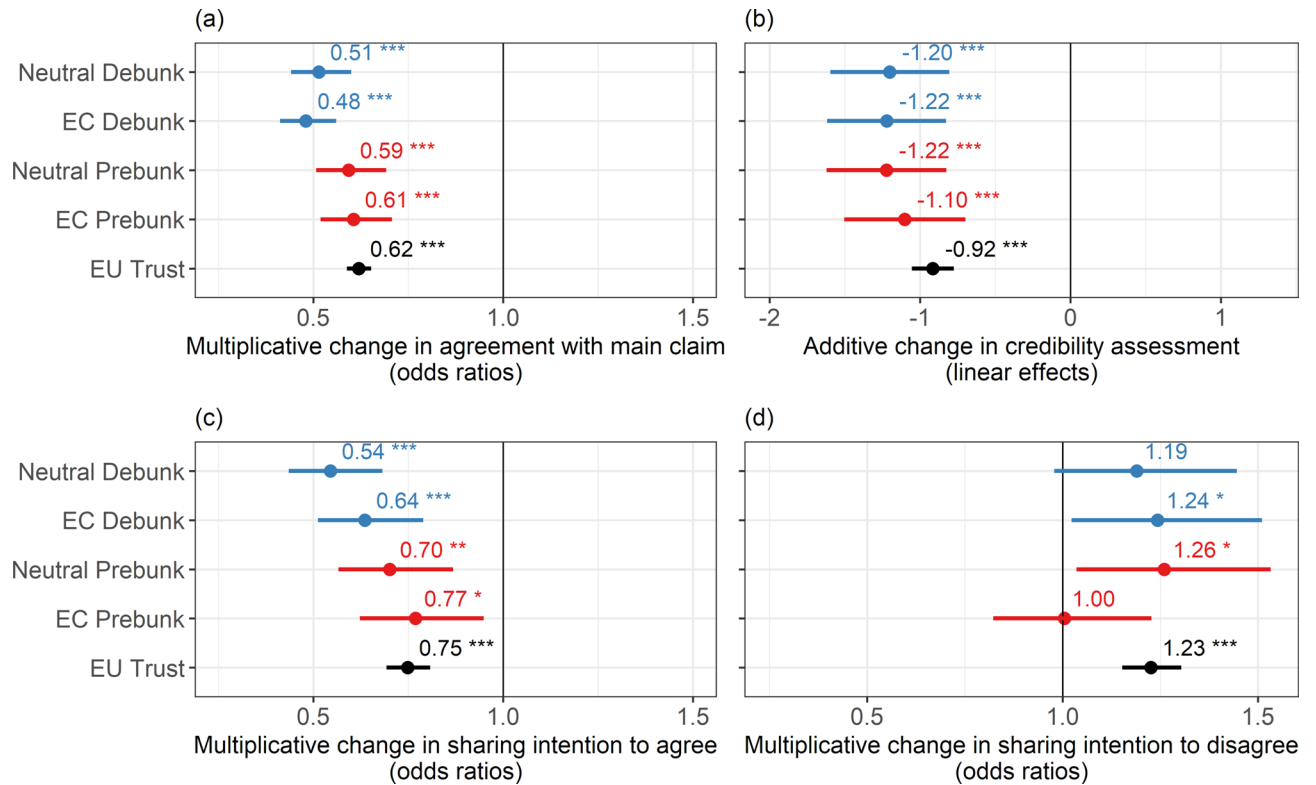 (a)
Neutral Debunk
EC Debunk
Neutral Prebunk
EC Prebunk
EU Trust
0.51 ***
0.48 ***
0.59 ***
0.61 ***
0.62 ***
0.5
1.0
1.5
Multiplicative change in agreement with main claim
(odds ratios)
(b)
-1.20 ***
-1.22 ***
-1.22 ***
-1.10 ***
-0.92 ***
-2
-1
0
1
Additive change in credibility assessment
(linear effects)
(c)
Neutral Debunk
EC Debunk
Neutral Prebunk
EC Prebunk
EU Trust
0.54 ***
0.64 ***
0.70 **
0.77 *
0.75 ***
0.5
1.0
1.5
Multiplicative change in sharing intention to agree
(odds ratios)
(d)
1.19
1.24 *
1.26 *
1.00
1.23 ***
0.5
1.0
1.5
Multiplicative change in sharing intention to disagree
(odds ratios)